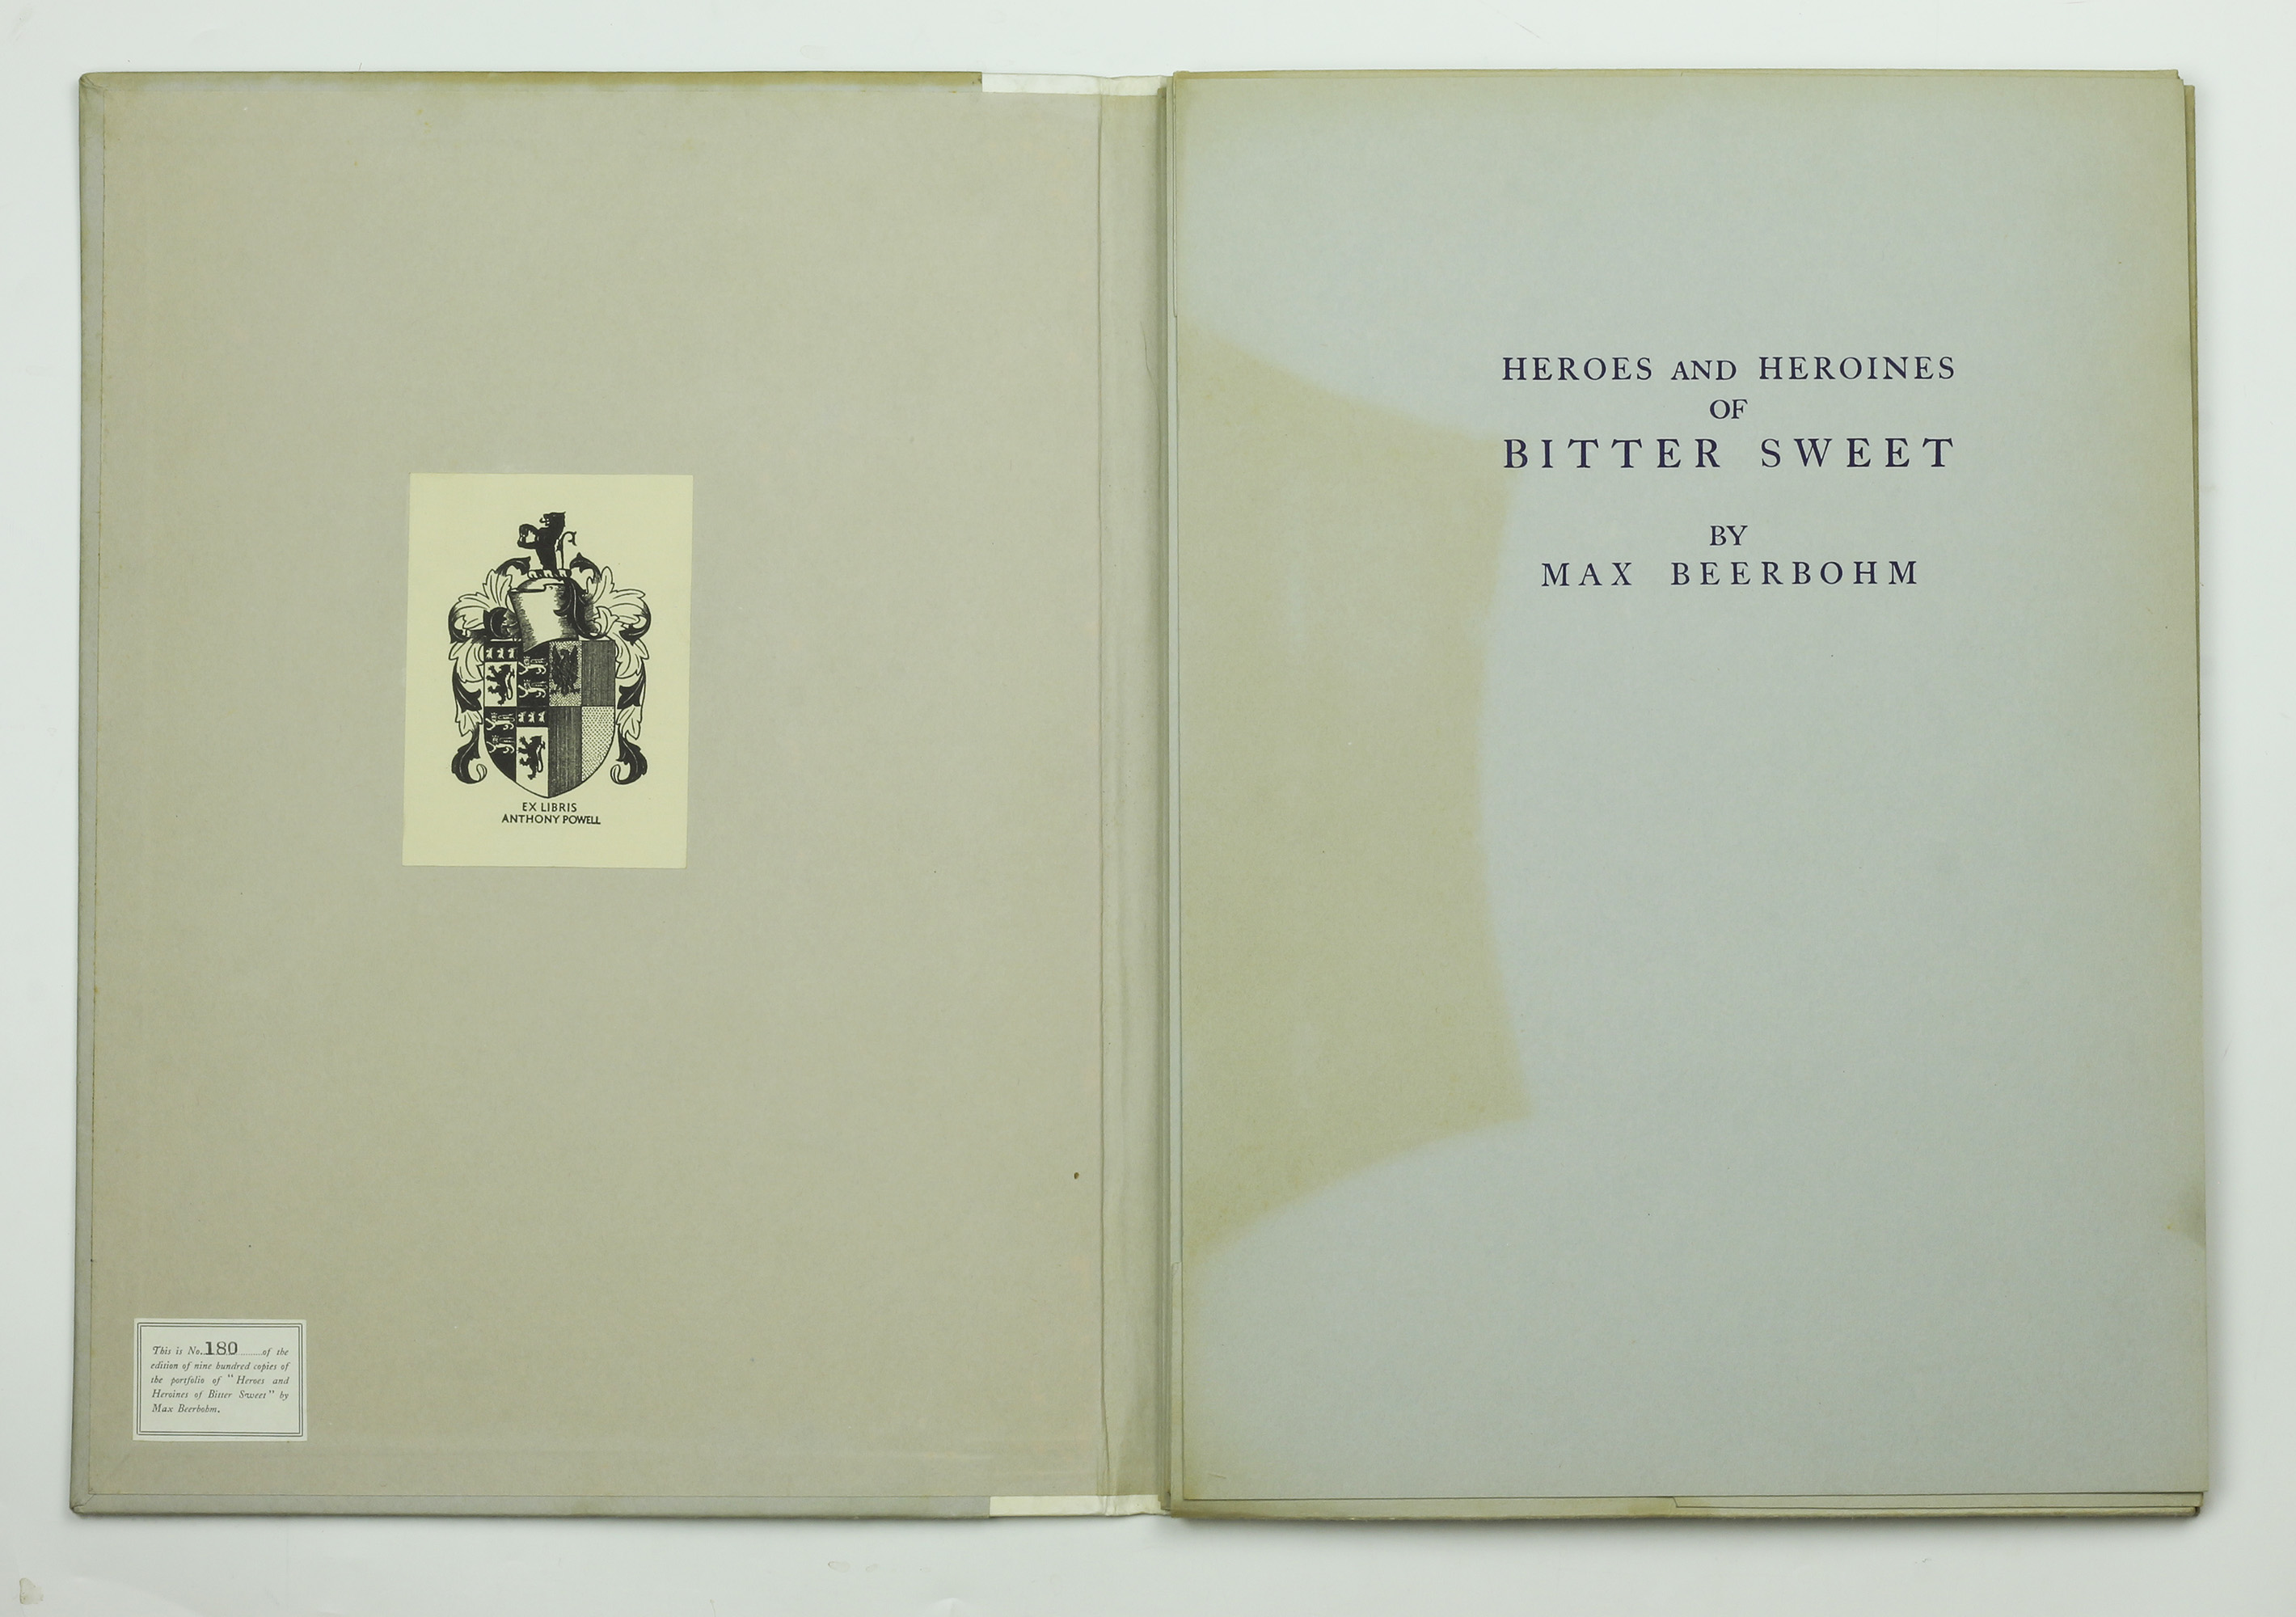 EX LIBRIS
ANTHONY POWELL
This is No. 180 of the
edition of nine hundred copies of
the portfolio of "Heroes and
Heroines of Bitter Sweet" by
Max Beerbohm.
HEROES AND HEROINES
OF
BITTER SWEET
BY
MAX BEERBOHM